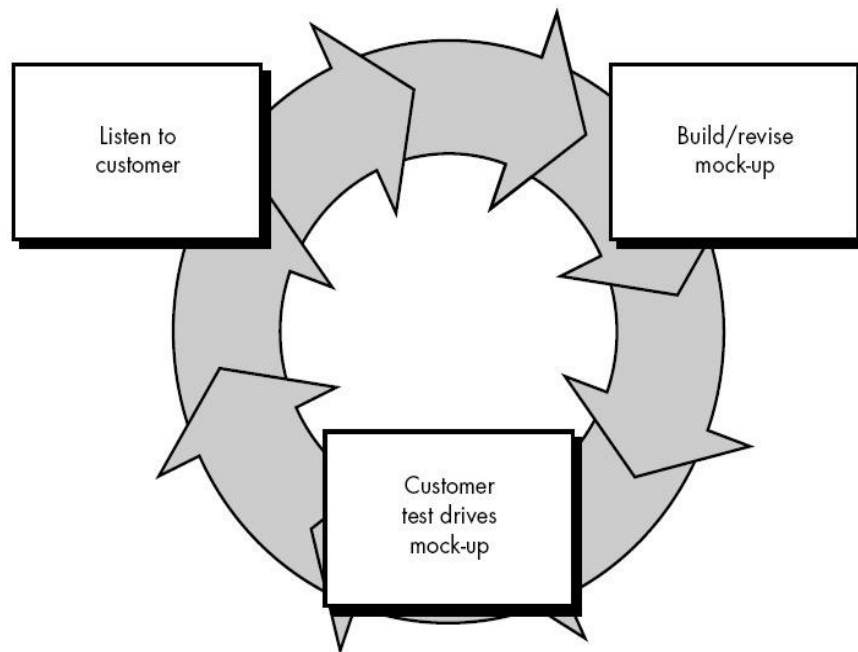 Listen to
customer
Build/revise
mock-up
Customer
test drives
mock-up